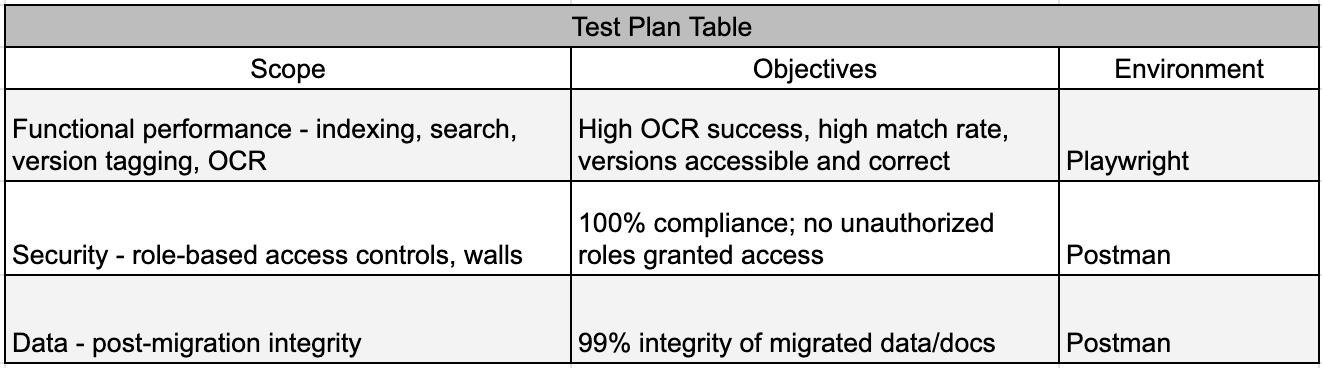 Test Plan Table
Scope Objectives Environment
Functional performance - indexing, search,
version tagging, OCR
High OCR success, high match rate,
versions accessible and correct
Playwright
Security - role-based access controls, walls
100% compliance; no unauthorized
roles granted access
Postman
Data - post-migration integrity
99% integrity of migrated data/docs
Postman